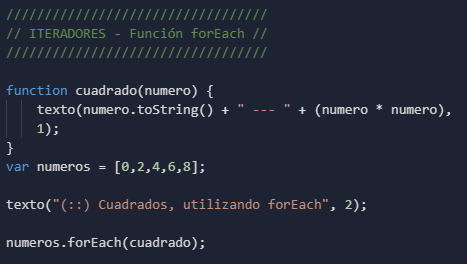 //////////////////////////////////
// ITERADORES - Función forEach //
//////////////////////////////////
function cuadrado(numero) {
texto(numero.toString() + " --- " + (numero * numero),
1);
}
var numeros = [0,2,4,6,8];
texto("(::) Cuadrados, utilizando forEach", 2);
numeros.forEach(cuadrado);